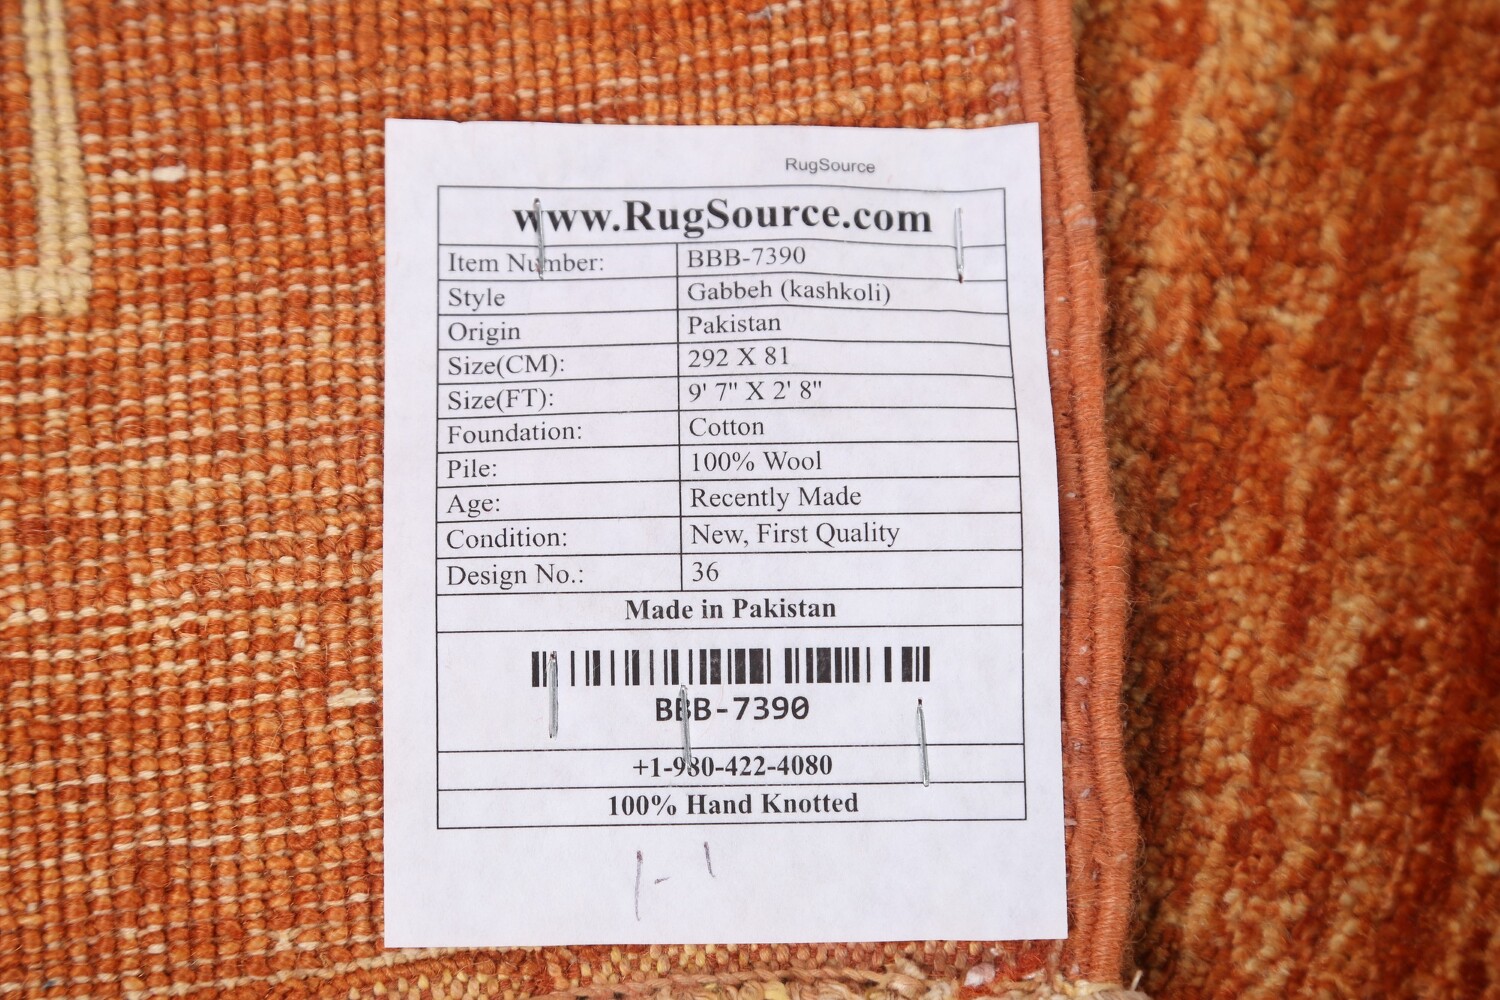 RugSource
www.RugSource.com
Item Number: BBB-7390
Style Gabbeh (kashkoli)
Origin Pakistan
Size(CM): 292 X 81
Size(FT): 9' 7" X 2' 8"
Foundation: Cotton
Pile: 100% Wool
Age: Recently Made
Condition: New, First Quality
Design No.: 36
Made in Pakistan
BBB-7390
+1-980-422-4080
100% Hand Knotted
1-1